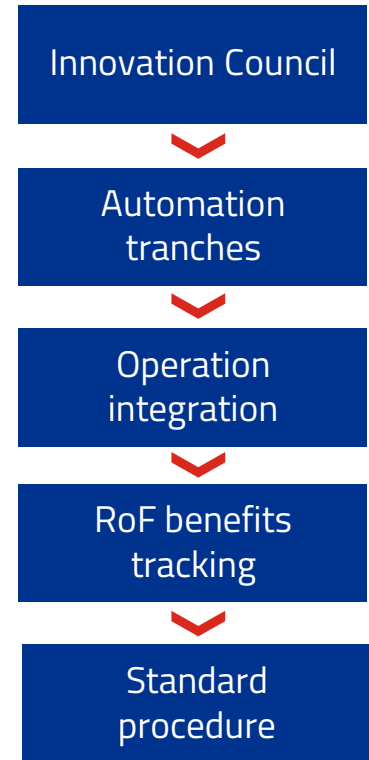 Innovation Council
Automation
tranches
Operation
integration
RoF benefits
tracking
Standard
procedure